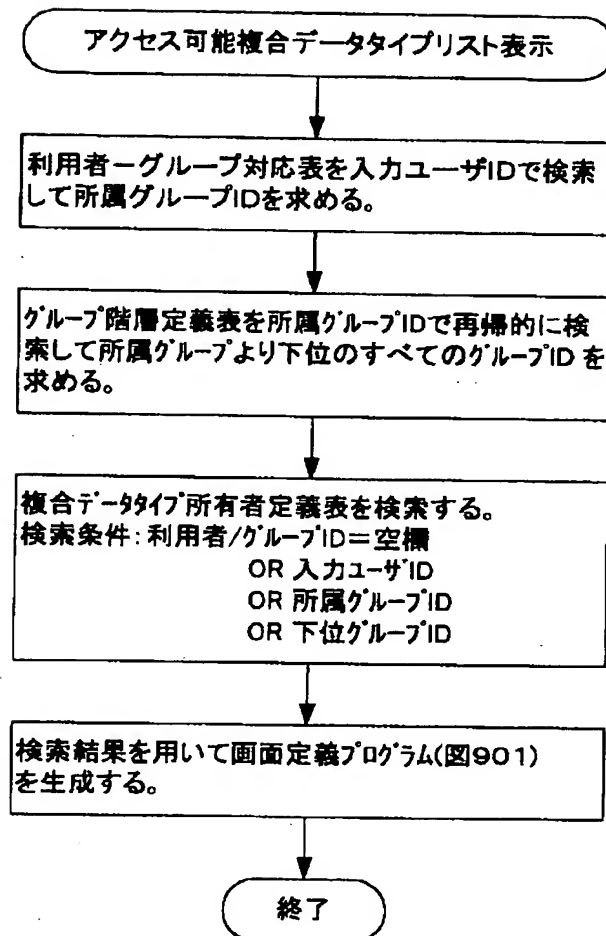 アクセス可能複合データタイプリスト表示
利用者－グループ対応表を入力ユーザIDで検索
して所属グループIDを求める。
グループ階層定義表を所属グループIDで再帰的に検
索して所属グループより下位のすべてのグループIDを
求める。
複合データタイプ所有者定義表を検索する。
検索条件：利用者/グループID＝空欄
OR 入力ユーザID
OR 所属グループID
OR 下位グループID
検索結果を用いて画面定義プログラム(図901)
を生成する。
終了